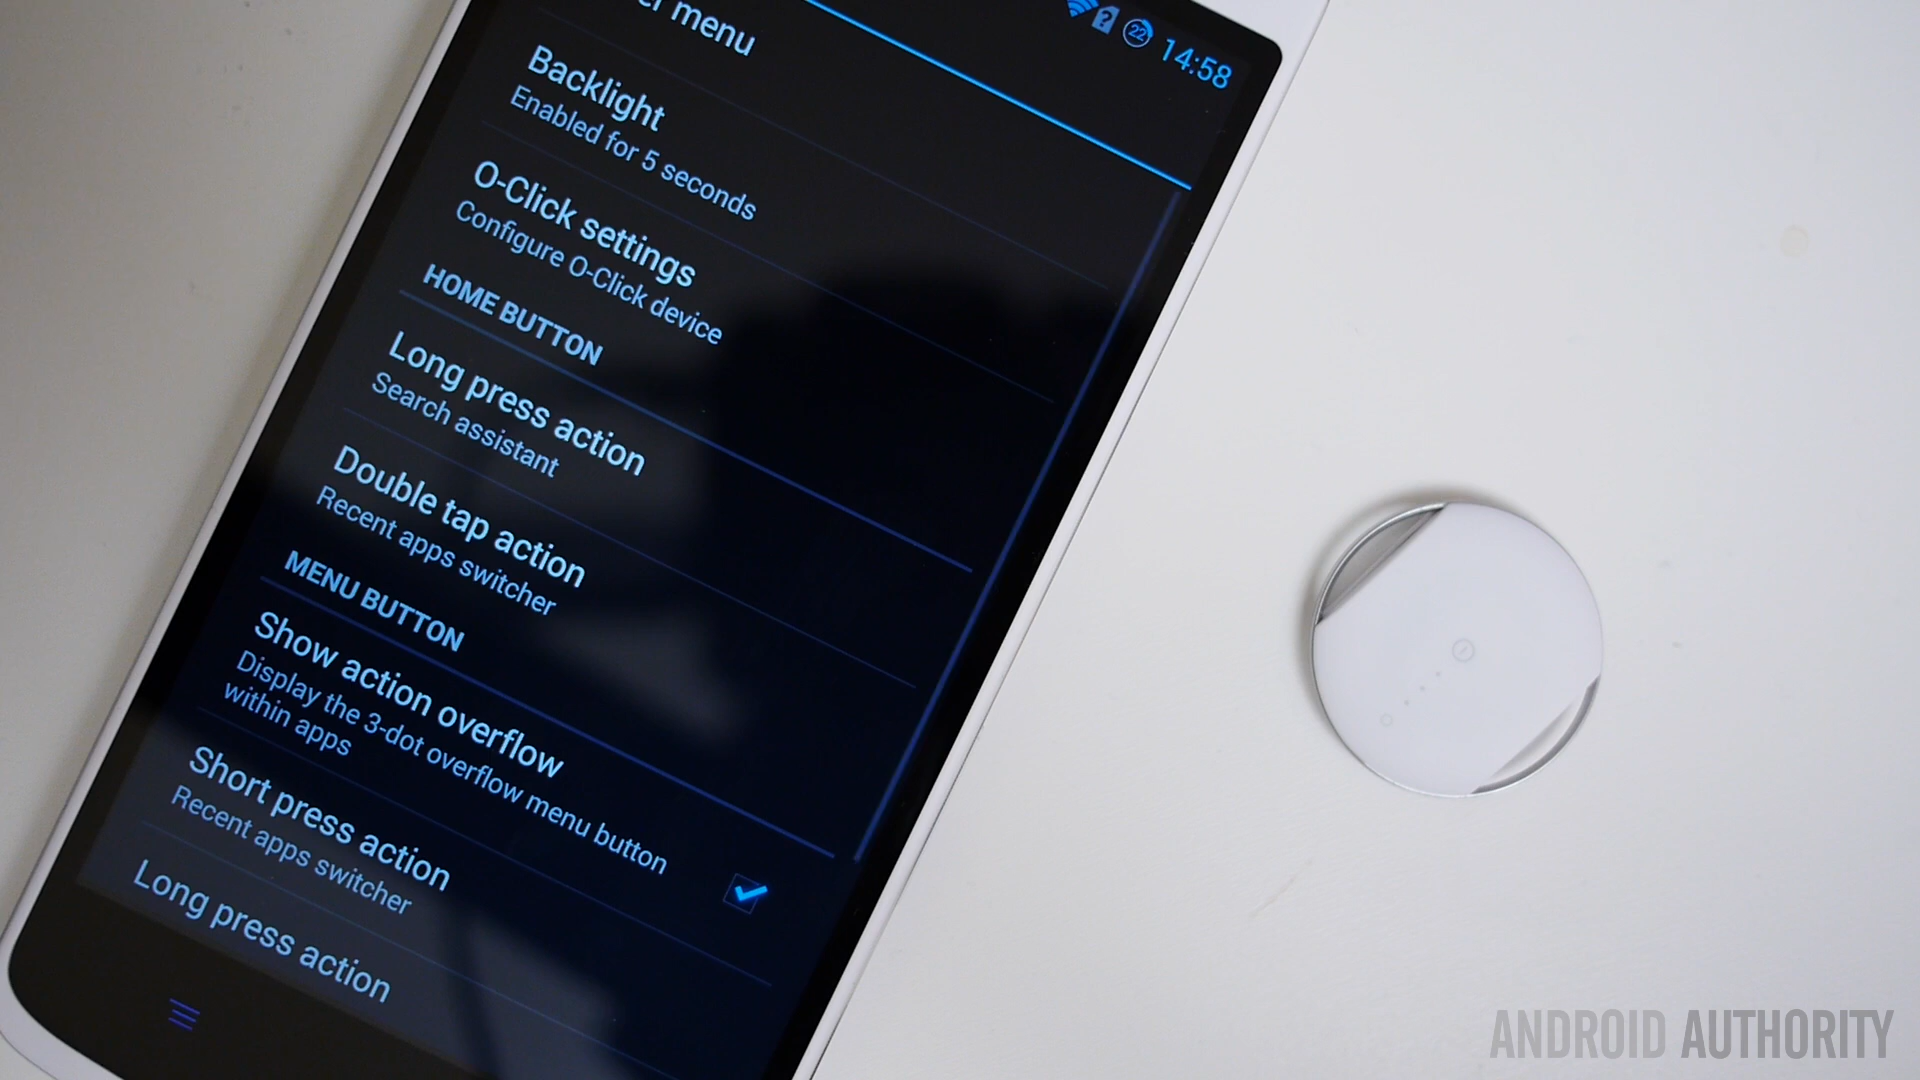 22 14:58
menu
Backlight
Enabled for 5 seconds
O-Click settings
Configure O-Click device
HOME BUTTON
Long press action
Search assistant
Double tap action
Recent apps switcher
MENU BUTTON
Show action overflow
Display the 3-dot overflow menu button
within apps
Short press action
Recent apps switcher
Long press action
ANDROID AUTHORITY